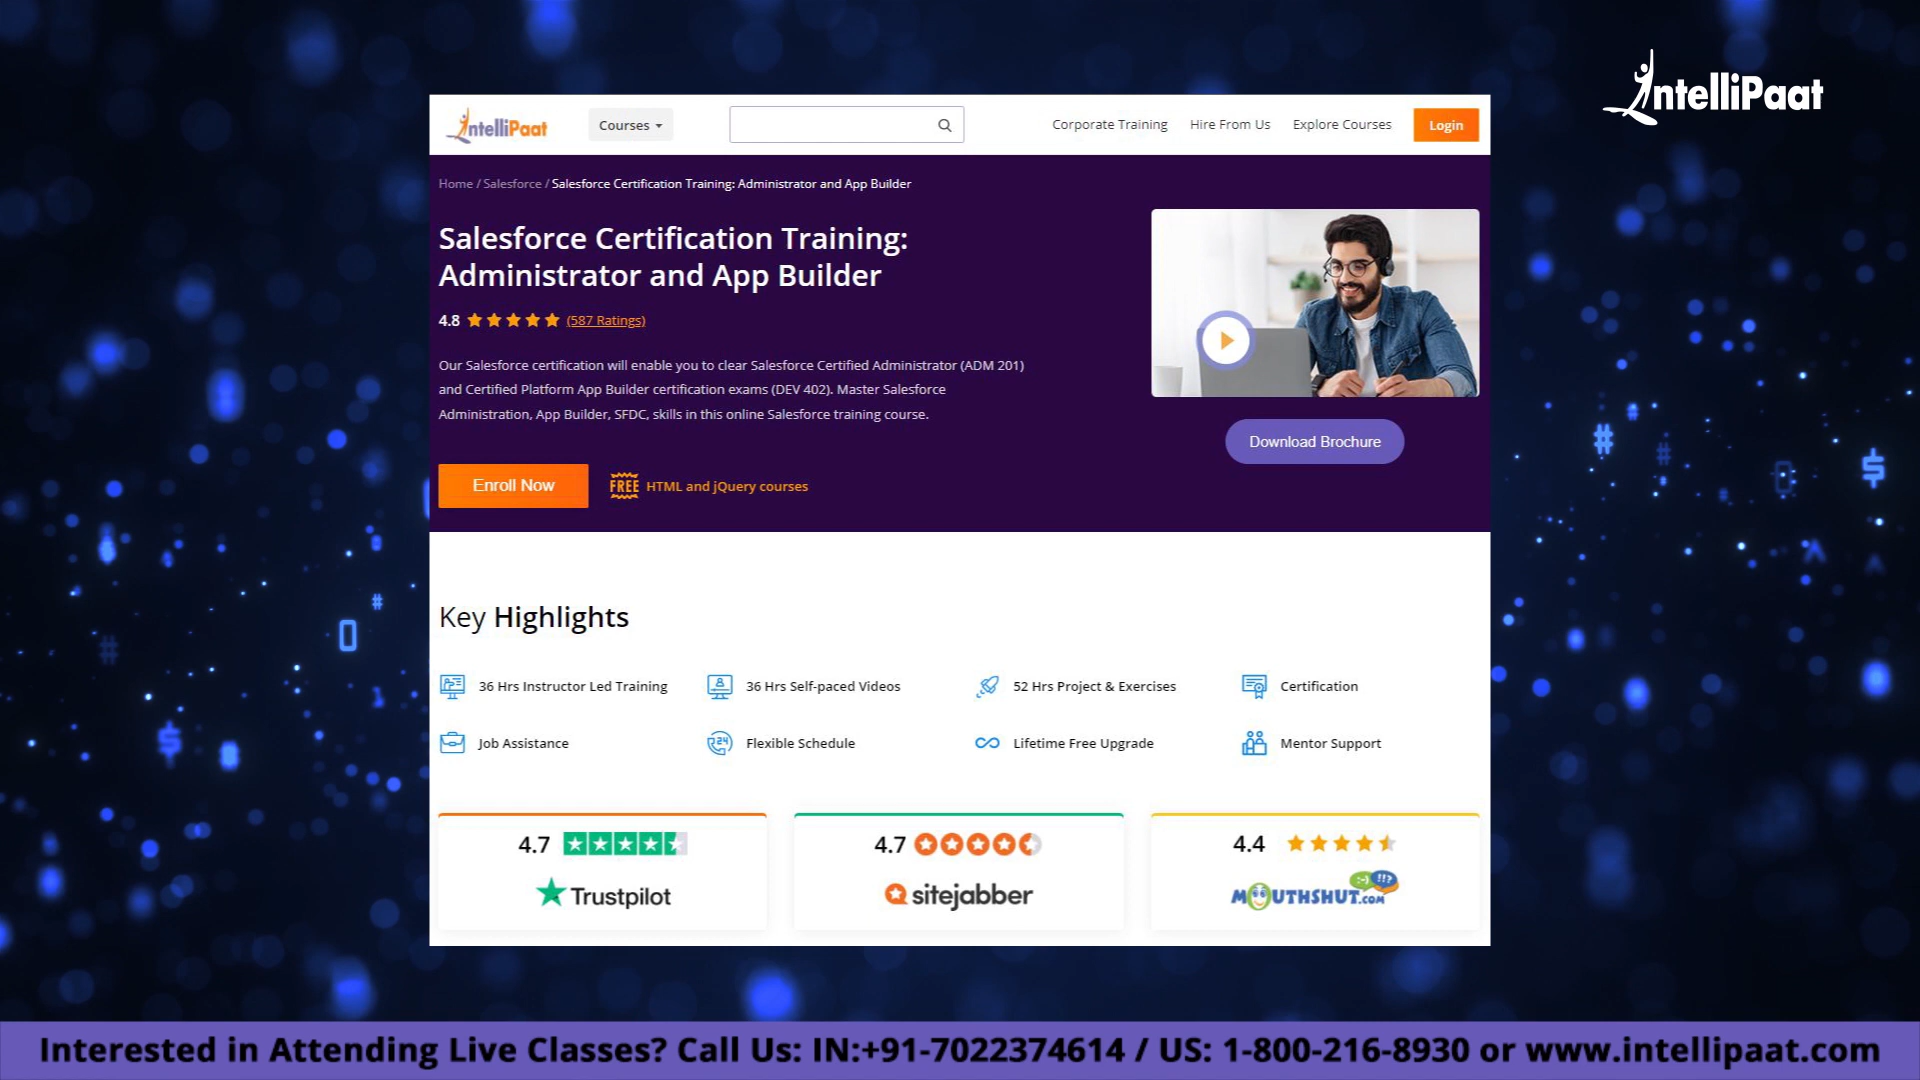 IntelliPaat
IntelliPaat
Courses
Corporate Training
Hire From Us
Explore Courses
Login
Home / Salesforce / Salesforce Certification Training: Administrator and App Builder
Salesforce Certification Training:
Administrator and App Builder
4.8 (587 Ratings)
Our Salesforce certification will enable you to clear Salesforce Certified Administrator (ADM 201)
and Certified Platform App Builder certification exams (DEV 402). Master Salesforce
Administration, App Builder, SFDC, skills in this online Salesforce training course.
Download Brochure
Enroll Now
FREE HTML and jQuery courses
Key Highlights
36 Hrs Instructor Led Training
36 Hrs Self-paced Videos
52 Hrs Project & Exercises
Certification
Job Assistance
24 Flexible Schedule
Lifetime Free Upgrade
Mentor Support
4.7
Trustpilot
4.7
sitejabber
4.4
:-) !!?
MOUTHSHUT.COM
Interested in Attending Live Classes? Call Us: IN:+91-7022374614 / US: 1-800-216-8930 or www.intellipaat.com